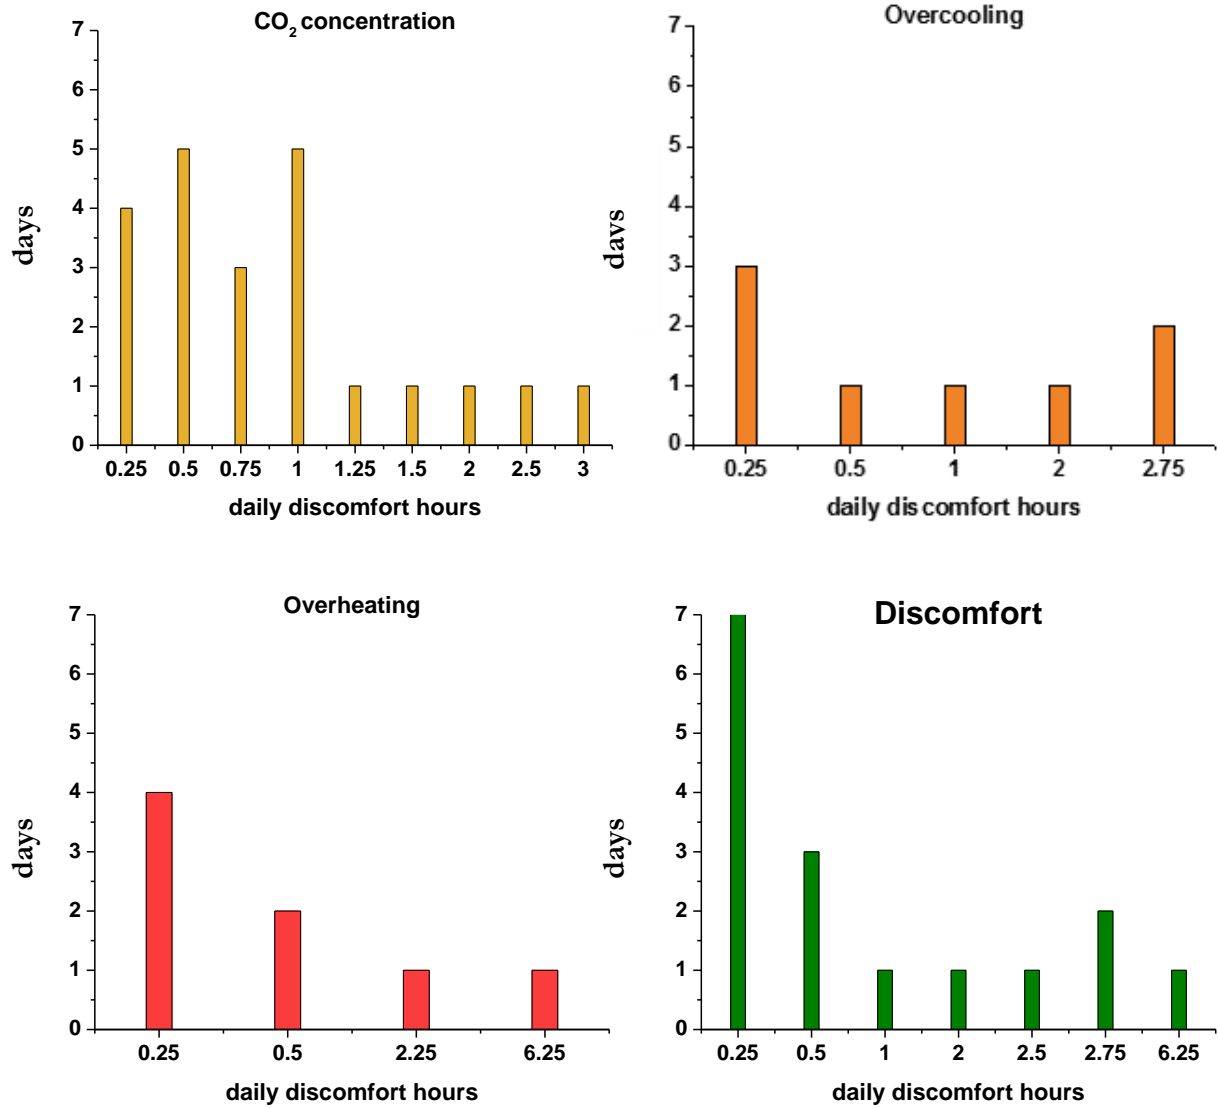 CO2 concentration
7
6
5
4
3
2
1
0
days
0.25 0.5 0.75 1 1.25 1.5 2 2.5 3
daily discomfort hours
Overcooling
7
6
5
4
3
2
1
0
days
0.25 0.5 1 2 2.75
daily discomfort hours
Overheating
7
6
5
4
3
2
1
0
days
0.25 0.5 2.25 6.25
daily discomfort hours
Discomfort
7
6
5
4
3
2
1
0
days
0.25 0.5 1 2 2.5 2.75 6.25
daily discomfort hours